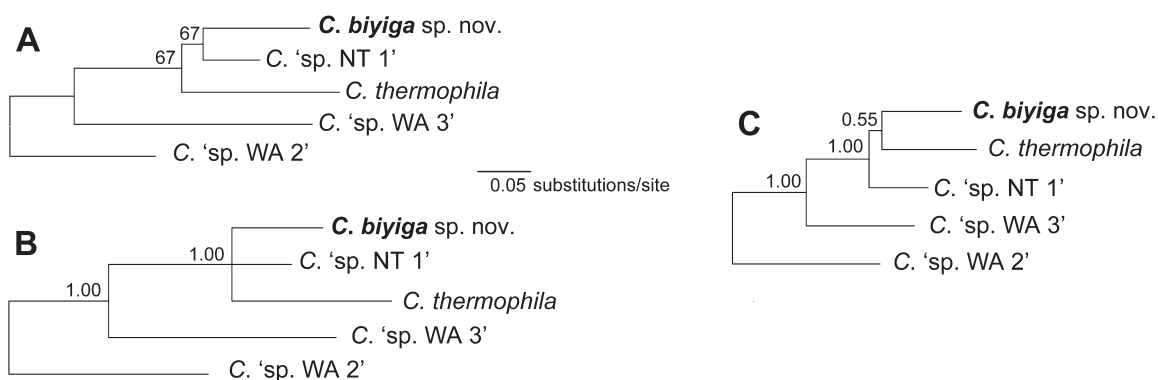 A
67
C. biyiga sp. nov.
67
C. ‘sp. NT 1’
C. thermophila
C. ‘sp. WA 3’
C. ‘sp. WA 2’
0.05 substitutions/site
B
C. biyiga sp. nov.
1.00
C. ‘sp. NT 1’
1.00
C. thermophila
C. ‘sp. WA 3’
C. ‘sp. WA 2’
C
C. biyiga sp. nov.
0.55
C. thermophila
1.00
C. ‘sp. NT 1’
1.00
C. ‘sp. WA 3’
C. ‘sp. WA 2’